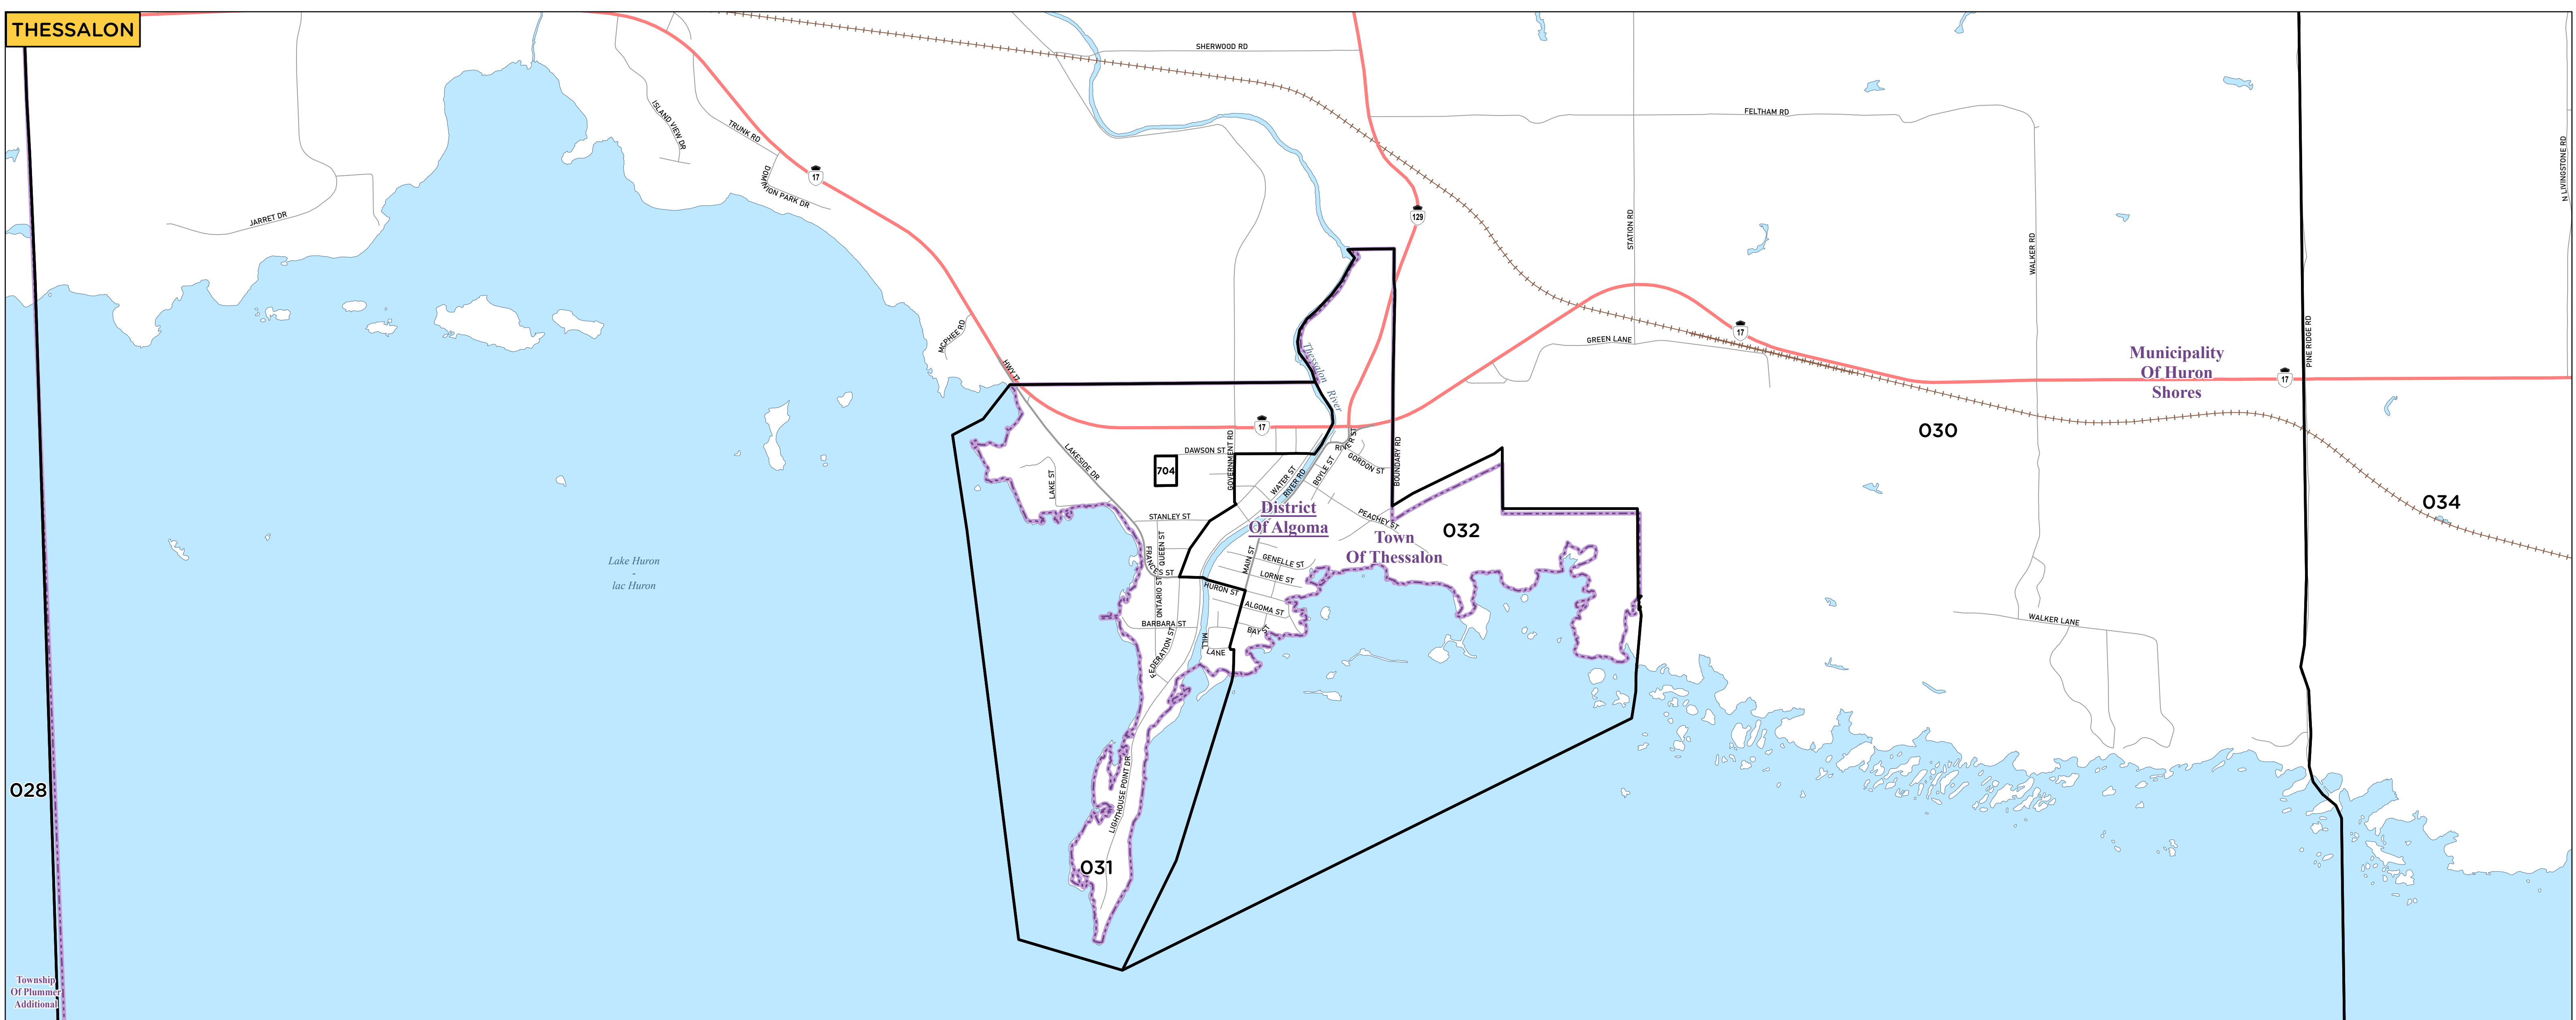 THESSALON
SHERWOOD RD
ISLAND VIEW DR
TRUNK RD
FELTHAM RD
N LIVINGSTONE RD
DOMINION PARK DR
17
JARRET DR
129
STATION RD
WALKER RD
MCPHEE RD
HWY 17
Thessalon
River
GREEN LANE
17
PINE RIDGE RD
Municipality
Of Huron
Shores
17
17
030
LAKESIDE DR
DAWSON ST
GOVERNMENT RD
RIVER ST
GORDON ST
BOUNDARY RD
704
LAKE ST
WATER ST
RIVER RD
BOYLE ST
034
STANLEY ST
District
Of Algoma
PEACHEY ST
Town
Of Thessalon
032
QUEEN ST
FRANCES ST
MAIN ST
GENELLE ST
LORNE ST
Lake Huron
-
lac Huron
ONTARIO ST
HURON ST
ALGOMA ST
BARBARA ST
BAY ST
MILL
LANE
FEDERATION ST
WALKER LANE
028
LIGHTHOUSE POINT DR
031
Township
Of Plummer
Additional